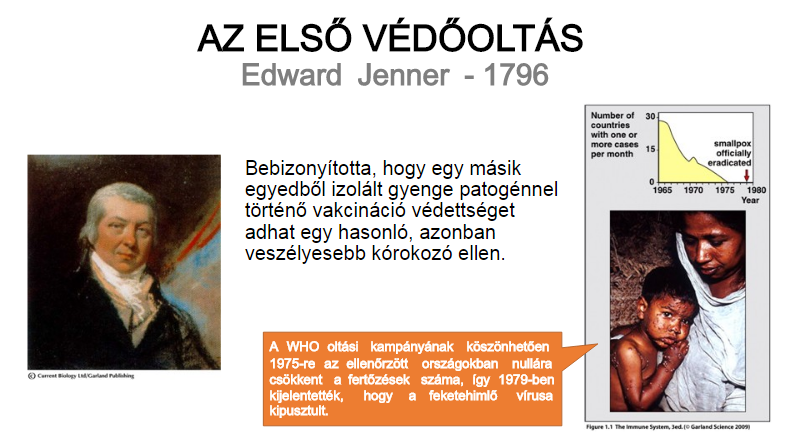 AZ ELSŐ VÉDŐOLTÁS
Edward Jenner - 1796
Bebizonyította, hogy egy másik
egyedből izolált gyenge patogénnel
történő vakcináció védettséget
adhat egy hasonló, azonban
veszélyesebb kórokozó ellen.
© Current Biology Ltd/Garland Publishing
A WHO oltási kampányának köszönhetően
1975-re az ellenőrzött országokban nullára
csökkent a fertőzések száma, így 1979-ben
kijelentették, hogy a feketehimlő vírusa
kipusztult.
Number of
countries
with one or
more cases
per month
30
15
0
smallpox
officially
eradicated
1965 1970 1975 1980
Year
Figure 1.1 The Immune System, 3ed. (© Garland Science 2009)